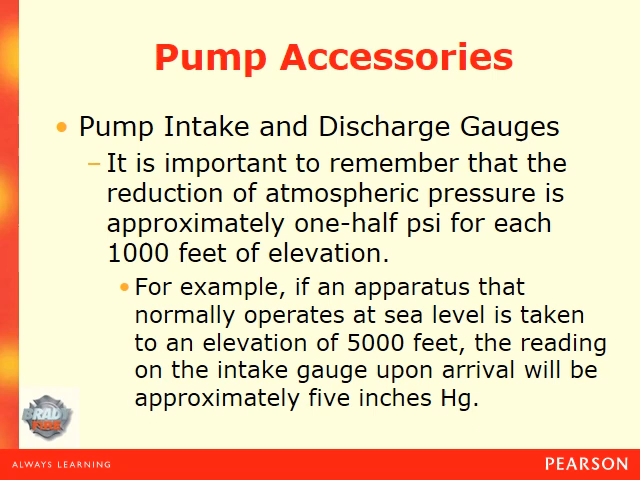 Pump Accessories
• Pump Intake and Discharge Gauges
– It is important to remember that the
reduction of atmospheric pressure is
approximately one-half psi for each
1000 feet of elevation.
• For example, if an apparatus that
normally operates at sea level is taken
to an elevation of 5000 feet, the reading
on the intake gauge upon arrival will be
approximately five inches Hg.
BRADY
FIRE
ALWAYS LEARNING
PEARSON